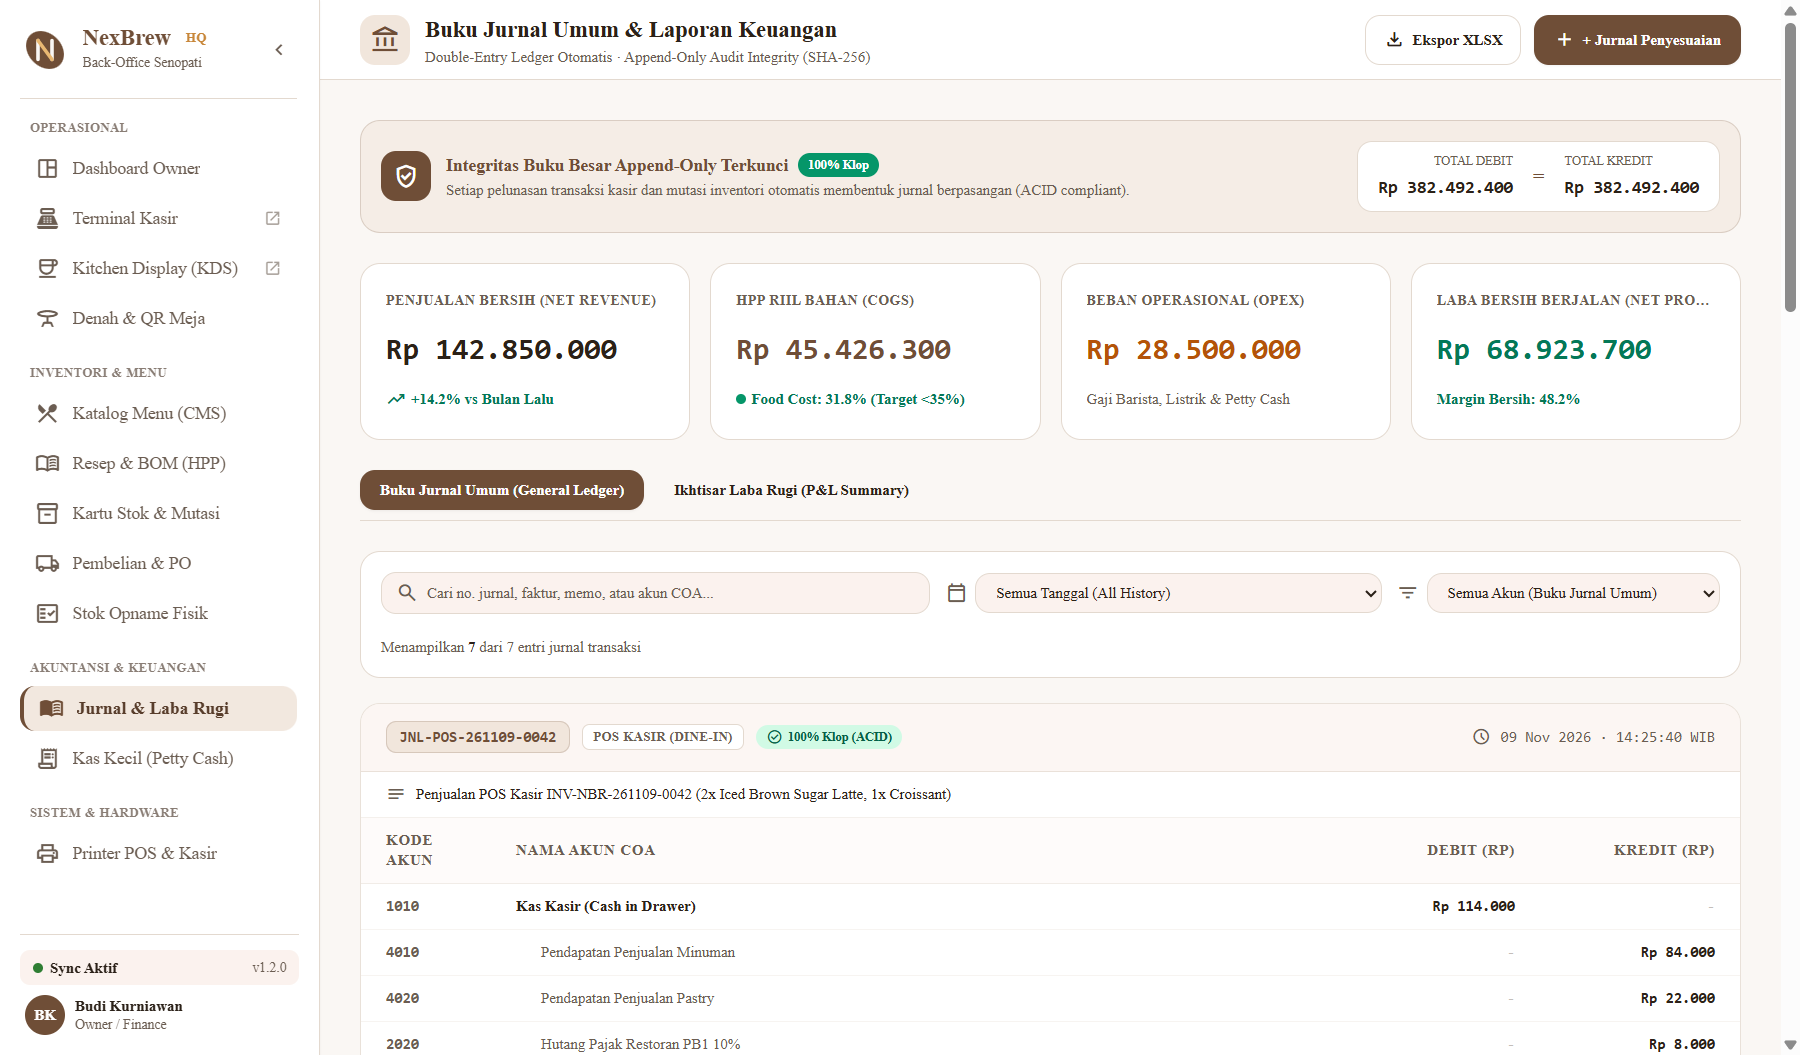 NexBrew HQ
Back-Office Senopati
OPERASIONAL
Dashboard Owner
Terminal Kasir
Kitchen Display (KDS)
Denah & QR Meja
INVENTORI & MENU
Katalog Menu (CMS)
Resep & BOM (HPP)
Kartu Stok & Mutasi
Pembelian & PO
Stok Opname Fisik
AKUNTANSI & KEUANGAN
Jurnal & Laba Rugi
Kas Kecil (Petty Cash)
SISTEM & HARDWARE
Printer POS & Kasir
Sync Aktif v1.2.0
BK
Budi Kurniawan
Owner / Finance
Buku Jurnal Umum & Laporan Keuangan
Double-Entry Ledger Otomatis · Append-Only Audit Integrity (SHA-256)
Ekspor XLSX
+ Jurnal Penyesuaian
Integritas Buku Besar Append-Only Terkunci 100% Klop
Setiap pelunasan transaksi kasir dan mutasi inventori otomatis membentuk jurnal berpasangan (ACID compliant).
TOTAL DEBIT
Rp 382.492.400
=
TOTAL KREDIT
Rp 382.492.400
PENJUALAN BERSIH (NET REVENUE)
Rp 142.850.000
+14.2% vs Bulan Lalu
HPP RIIL BAHAN (COGS)
Rp 45.426.300
Food Cost: 31.8% (Target <35%)
BEBAN OPERASIONAL (OPEX)
Rp 28.500.000
Gaji Barista, Listrik & Petty Cash
LABA BERSIH BERJALAN (NET PRO...
Rp 68.923.700
Margin Bersih: 48.2%
Buku Jurnal Umum (General Ledger)
Ikhtisar Laba Rugi (P&L Summary)
Cari no. jurnal, faktur, memo, atau akun COA...
Semua Tanggal (All History)
Semua Akun (Buku Jurnal Umum)
Menampilkan 7 dari 7 entri jurnal transaksi
JNL-POS-261109-0042 POS KASIR (DINE-IN) 100% Klop (ACID) 09 Nov 2026 · 14:25:40 WIB
Penjualan POS Kasir INV-NBR-261109-0042 (2x Iced Brown Sugar Latte, 1x Croissant)
KODE AKUN NAMA AKUN COA DEBIT (RP) KREDIT (RP)
1010 Kas Kasir (Cash in Drawer) Rp 114.000 -
4010 Pendapatan Penjualan Minuman - Rp 84.000
4020 Pendapatan Penjualan Pastry - Rp 22.000
2020 Hutang Pajak Restoran PB1 10% - Rp 8.000